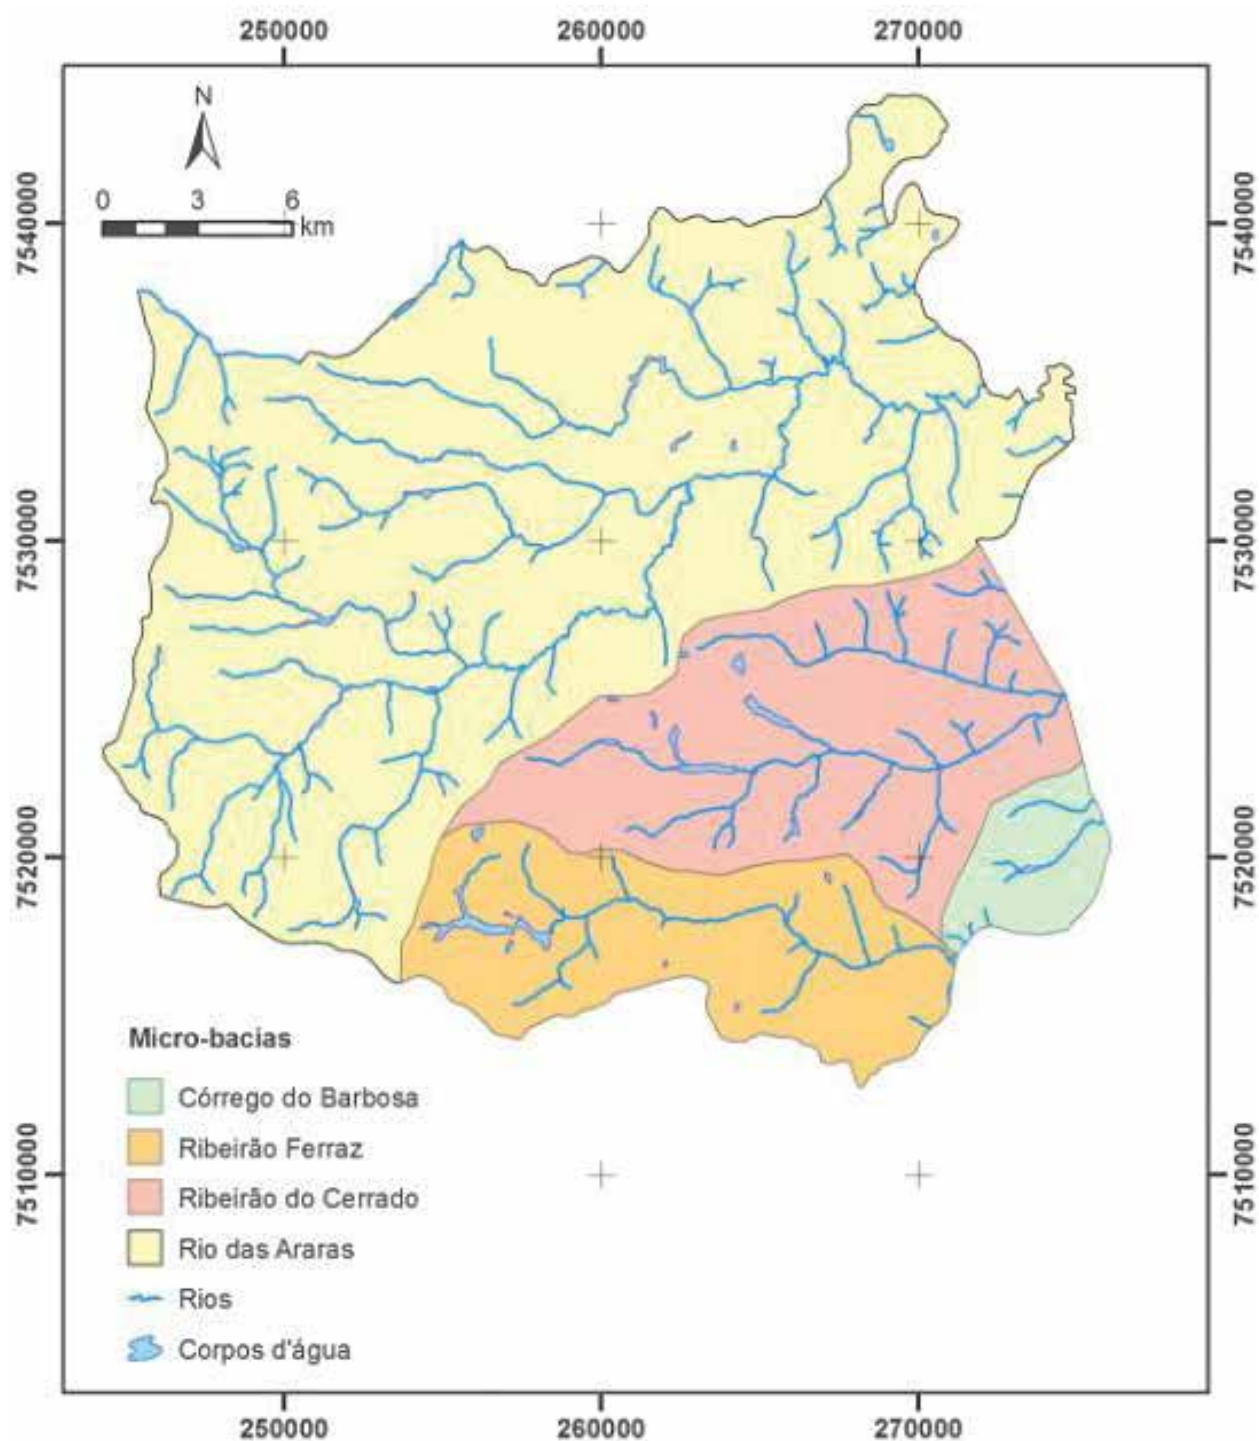 250000 260000 270000
N
0 3 6
km
7540000 7540000
7530000 7530000
7520000 7520000
7510000 7510000
Micro-bacias
Córrego do Barbosa
Ribeirão Ferraz
Ribeirão do Cerrado
Rio das Araras
Rios
Corpos d'água
250000 260000 270000